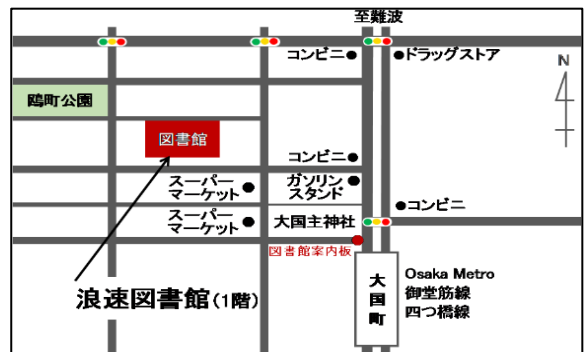 至難波
コンビニ
ドラッグストア
N
鴎町公園
図書館
コンビニ
スーパー
マーケット
ガソリン
スタンド
コンビニ
スーパー
マーケット
大国主神社
図書館案内板
浪速図書館(1階)
大国町
Osaka Metro
御堂筋線
四つ橋線